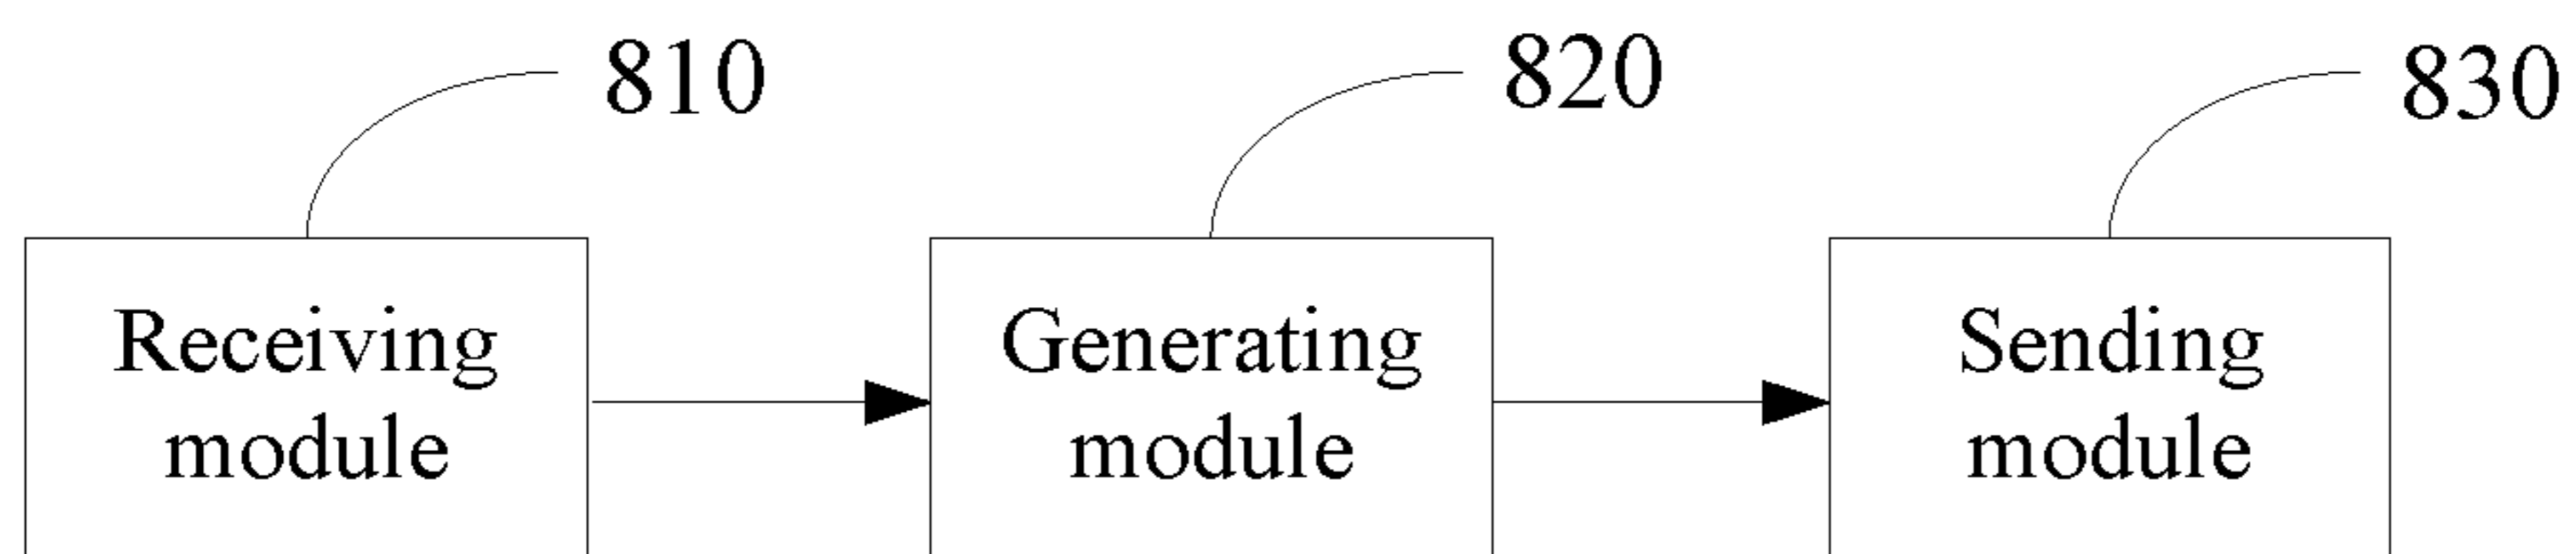 810
820
830
Receiving
module
Generating
module
Sending
module